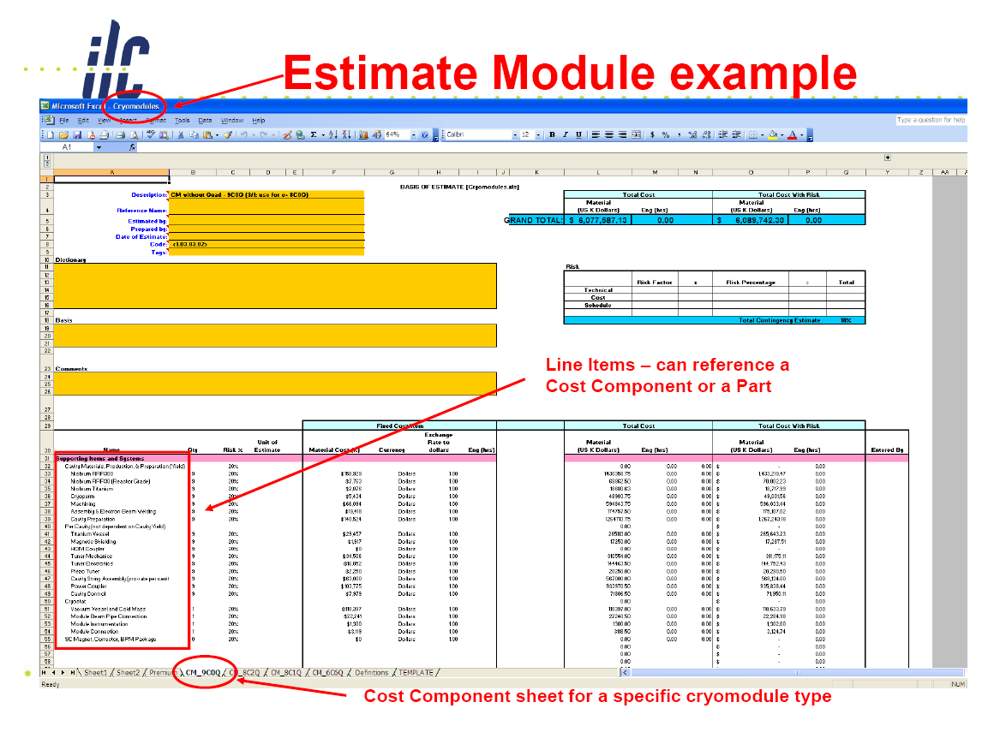 ilc
Estimate Module example
Microsoft Excel - Cryomodules
File Edit View Insert Format Tools Data Window Help Type a question for help
64% Calibri 12 B I U $ % ,
A1 fx
A B C D E F G H I J K L M N O P Q Y Z AA
BASIS OF ESTIMATE [Cryomodules.xls]
Description: CM without Quad - 9C0Q
Total Cost Total Cost With Risk
Reference Name:
Material (US K Dollars) Eng (hrs) Material (US K Dollars) Eng (hrs)
Estimated by:
GRAND TOTAL: $ 6,077,587.13 0.00 $ 6,089,742.30 0.00
Prepared by:
Date of Estimate:
Code: <1.03.03.02>
Tags:
Dictionary
Risk
Risk Factor x Risk Percentage = Total
Technical
Cost
Schedule
Basis
Total Contingency Estimate 18%
Comments
Line Items – can reference a
Cost Component or a Part
Fixed Cost Item Total Cost Total Cost With Risk
Name Qty Risk % Unit of Estimate Material Cost (K) Currency Exchange Rate to dollars Eng (hrs) Material (US K Dollars) Eng (hrs) Material (US K Dollars) Eng (hrs) Entered By
Supporting Items and Systems
Cavity Materials, Production, & Preparation (Yield) 20% 0.00 0.00 0.00 $ - 0.00
Niobium RRR300 9 20% $158,929 Dollars 1.00 1430358.75 0.00 0.00 $ 1,433,219.47 0.00
Niobium RRR30 (Reactor Grade) 9 20% $7,763 Dollars 1.00 69862.50 0.00 0.00 $ 70,002.23 0.00
Niobium Titanium 9 20% $2,076 Dollars 1.00 0.00 0.00 $ 18,717.99 0.00
Cryoperm 9 20% $5,434 Dollars 1.00 48903.75 0.00 0.00 $ 49,001.56 0.00
Machining 9 20% $66,094 Dollars 1.00 594843.75 0.00 0.00 $ 596,033.44 0.00
Assembly & Electron Beam Welding 9 20% $19,418 Dollars 1.00 174757.50 0.00 0.00 $ 175,107.02 0.00
Cavity Preparation 9 20% $140,524 Dollars 1.00 1264713.75 0.00 0.00 $ 1,267,243.18 0.00
Per Cavity (not dependent on Cavity Yield) 20% 0.00 $ - 0.00
Titanium Vessel 9 20% $29,457 Dollars 1.00 265113.00 0.00 0.00 $ 265,643.23 0.00
Magnetic Shielding 9 20% $1,917 Dollars 1.00 17253.00 0.00 0.00 $ 17,287.51 0.00
HOM Coupler 9 20% $0 Dollars 1.00 0.00 0.00 0.00 $ - 0.00
Tuner Mechanics 9 20% $34,506 Dollars 1.00 310554.00 0.00 0.00 $ 311,175.11 0.00
Tuner Electronics 9 20% $16,052 Dollars 1.00 144463.50 0.00 0.00 $ 144,752.43 0.00
Piezo Tuner 9 20% $2,250 Dollars 1.00 20250.00 0.00 0.00 $ 20,290.50 0.00
Cavity String Assembly (pro-rate per cavit 9 20% $63,000 Dollars 1.00 567000.00 0.00 0.00 $ 568,134.00 0.00
Power Coupler 9 20% $103,775 Dollars 1.00 933970.50 0.00 0.00 $ 935,838.44 0.00
Cavity Control 9 20% $7,979 Dollars 1.00 71806.50 0.00 0.00 $ 71,950.11 0.00
Cryostat 0.00 $ - 0.00
Vacuum Vessel and Cold Mass 1 20% $118,397 Dollars 1.00 118397.00 0.00 0.00 $ 118,633.79 0.00
Module Beam Pipe Connection 1 20% $22,241 Dollars 1.00 22240.50 0.00 0.00 $ 22,284.98 0.00
Module Instrumentation 1 20% $1,300 Dollars 1.00 1300.00 0.00 0.00 $ 1,302.60 0.00
Module Connection 1 20% $3,119 Dollars 1.00 3118.50 0.00 0.00 $ 3,124.74 0.00
SC Magnet, Corrector, BPM Package 0 20% $0 Dollars 1.00 0.00 0.00 0.00 $ - 0.00
0.00 $ - 0.00
0.00 $ - 0.00
0.00 $ - 0.00
Sheet1 Sheet2 Premium CM_9C0Q CM_8C2Q CM_8C1Q CM_6C6Q Definitions TEMPLATE
Ready NUM
Cost Component sheet for a specific cryomodule type